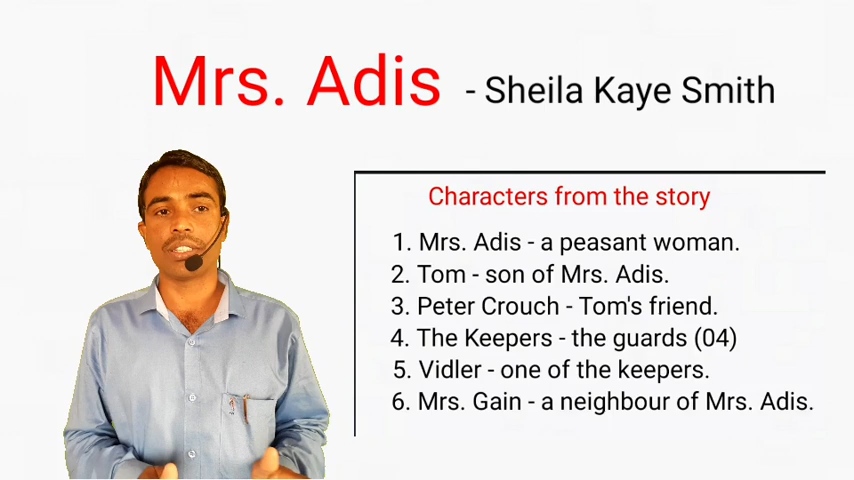 Mrs. Adis - Sheila Kaye Smith
Characters from the story
1. Mrs. Adis - a peasant woman.
2. Tom - son of Mrs. Adis.
3. Peter Crouch - Tom's friend.
4. The Keepers - the guards (04)
5. Vidler - one of the keepers.
6. Mrs. Gain - a neighbour of Mrs. Adis.